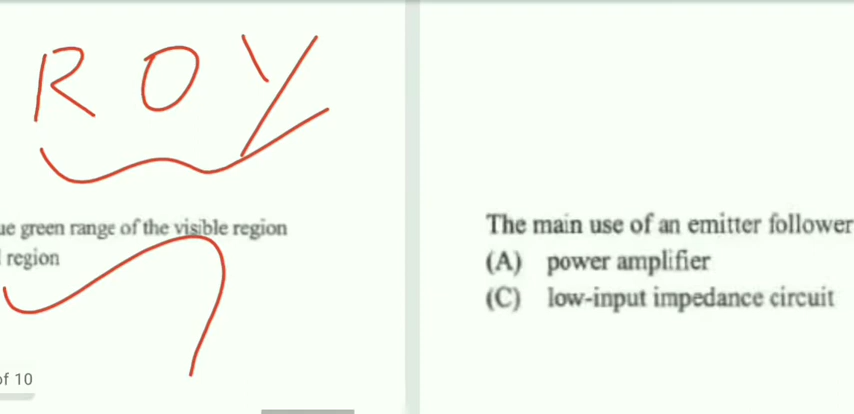 ROY
green range of the visible region
region
of 10
The main use of an emitter follower
(A) power amplifier
(C) low-input impedance circuit